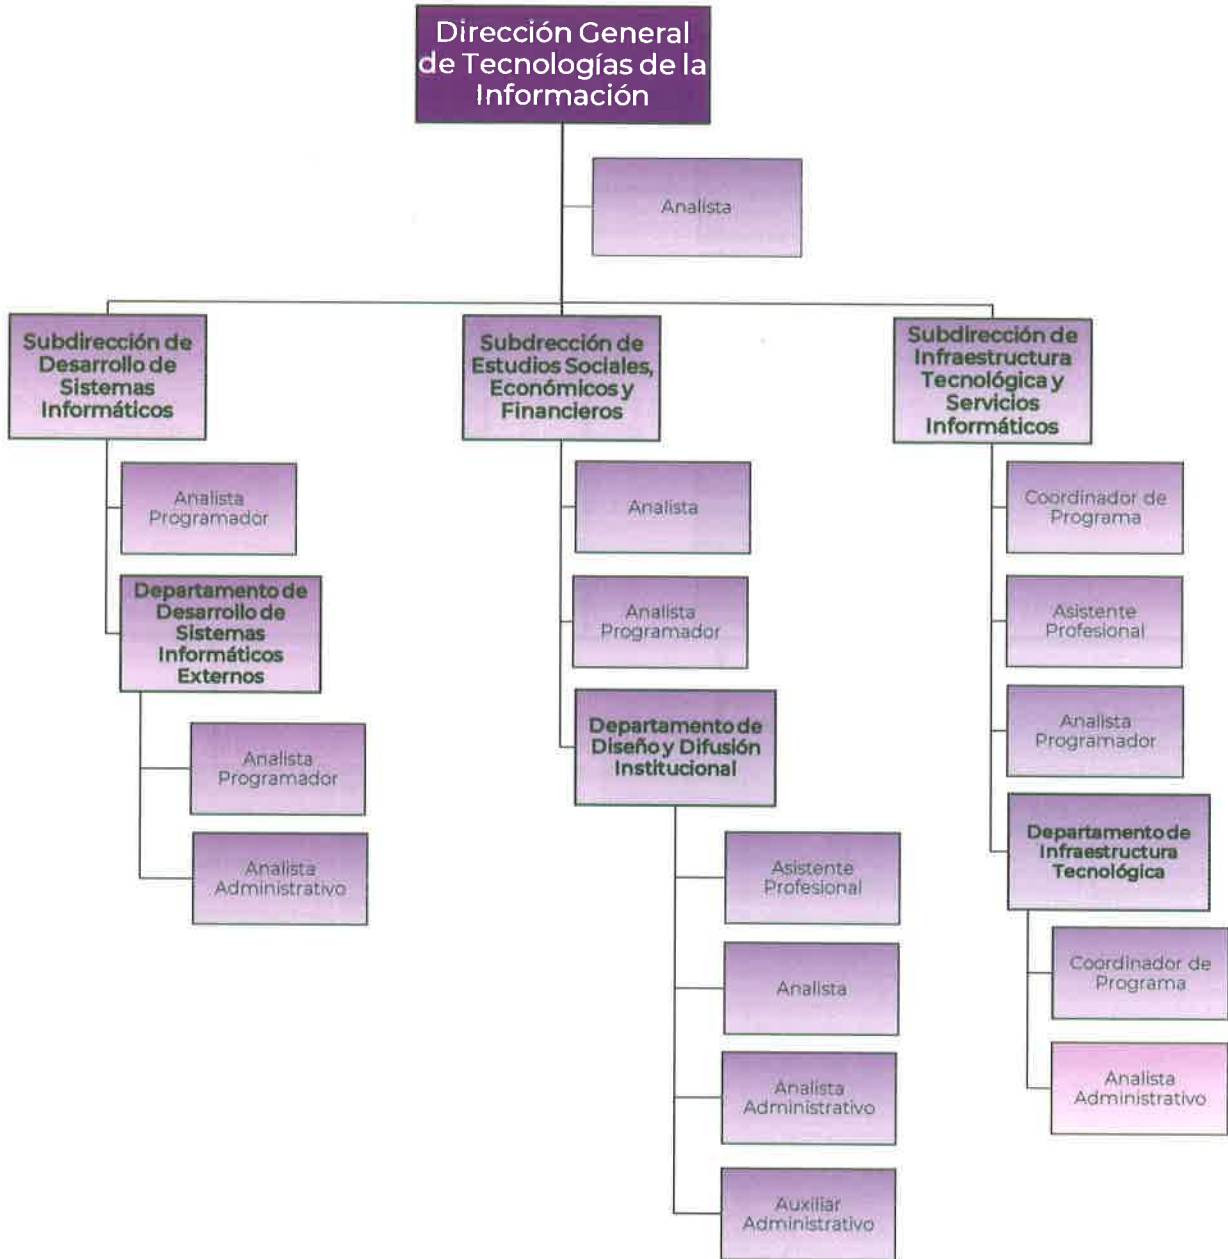 Dirección General
de Tecnologías de la
Información
Analista
Subdirección de
Desarrollo de
Sistemas
Informáticos
Analista
Programador
Departamento de
Desarrollo de
Sistemas
Informáticos
Externos
Analista
Programador
Analista
Administrativo
Subdrección de
Estudios Sociales,
Económicos y
Financieros
Analista
Analista
Programador
Departamento de
Diseño y Difusión
Institucional
Asistente
Profesional
Analista
Analista
Administrativo
Auxiliar
Administrativo
Subdirección de
Infraestructura
Tecnológica y
Servicios
Informáticos
Coordinador de
Programa
Asistente
Profesional
Analista
Programador
Departamento de
Infraestructura
Tecnológica
Coordinador de
Programa
Analista
Administrativo